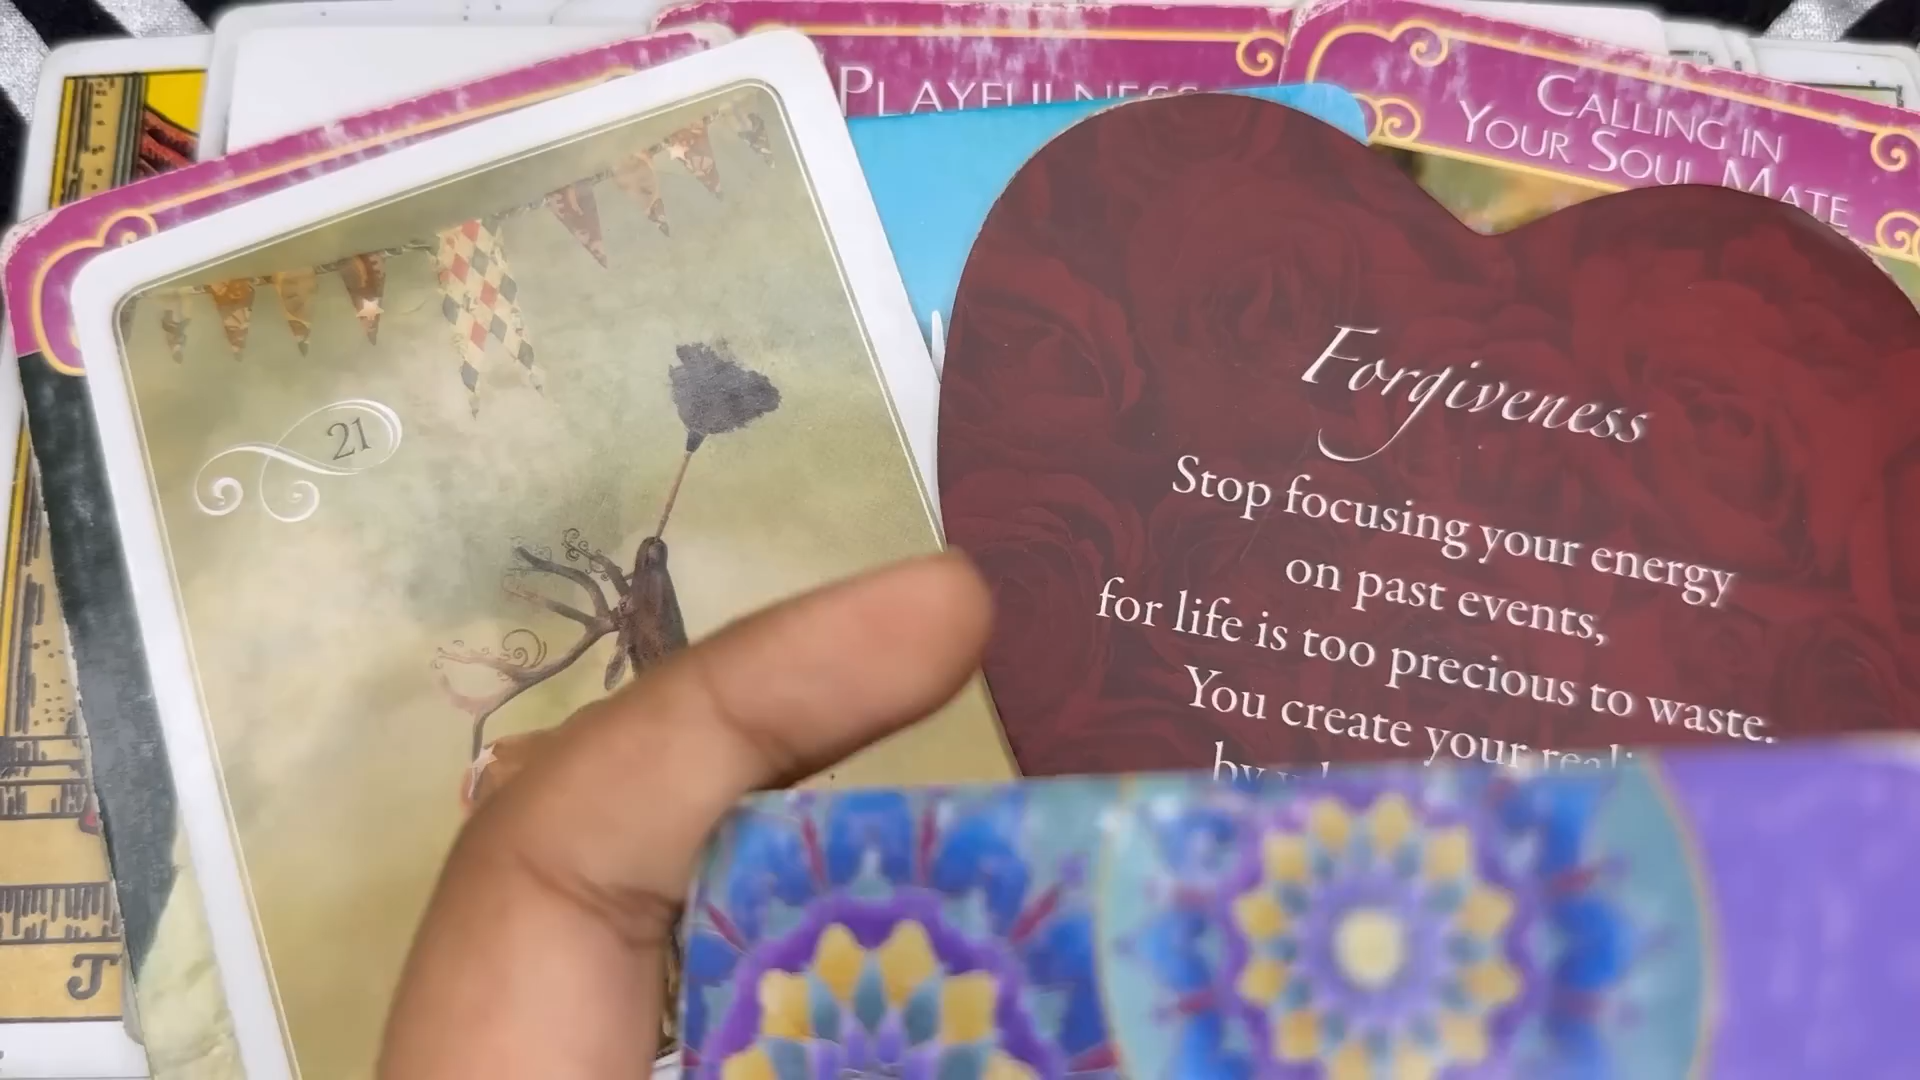 PLAYFULNESS
CALLING IN
YOUR SOUL MATE
21
Forgiveness
Stop focusing your energy
on past events,
for life is too precious to waste.
You create your
by
J